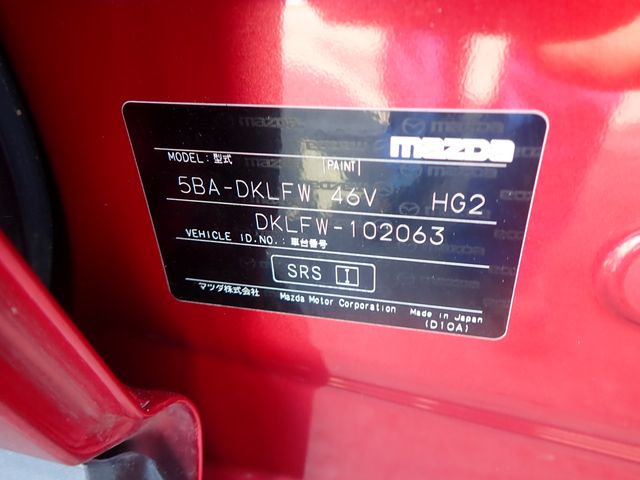 mazda
MODEL: 型式 PAINT
5BA-DKLFW 46V HG2
DKLFW-102063
VEHICLE ID.NO.: 車台番号
SRS I
マツダ株式会社 Mazda Motor Corporation Made in Japan
(D10A)